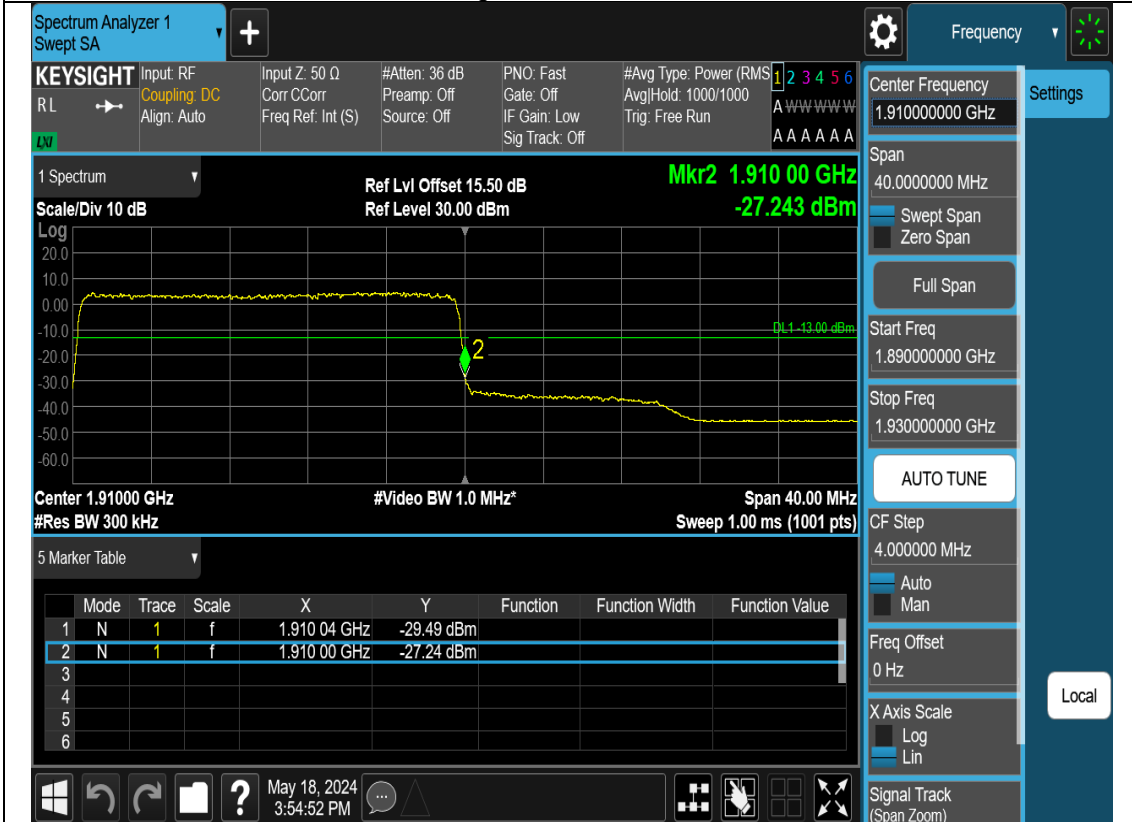 Spectrum Analyzer 1
Swept SA
+
Frequency
KEYSIGHT
RL
LXI
Input: RF
Coupling: DC
Align: Auto
Input Z: 50 Ω
Corr CCorr
Freq Ref: Int (S)
#Atten: 36 dB
Preamp: Off
Source: Off
PNO: Fast
Gate: Off
IF Gain: Low
Sig Track: Off
#Avg Type: Power (RMS
Avg|Hold: 1000/1000
Trig: Free Run
1 2 3 4 5 6
A W W W W W
A A A A A A
1 Spectrum
Scale/Div 10 dB
Ref Lvl Offset 15.50 dB
Ref Level 30.00 dBm
Mkr2 1.910 00 GHz
-27.243 dBm
Log
20.0
10.0
0.00
-10.0
-20.0
-30.0
-40.0
-50.0
-60.0
DL1 -13.00 dBm
2
Center 1.91000 GHz
#Res BW 300 kHz
#Video BW 1.0 MHz*
Span 40.00 MHz
Sweep 1.00 ms (1001 pts)
5 Marker Table
Mode Trace Scale X Y Function Function Width Function Value
1 N 1 f 1.910 04 GHz -29.49 dBm
2 N 1 f 1.910 00 GHz -27.24 dBm
3
4
5
6
?
May 18, 2024
3:54:52 PM
Center Frequency
1.910000000 GHz
Span
40.0000000 MHz
Swept Span
Zero Span
Full Span
Start Freq
1.890000000 GHz
Stop Freq
1.930000000 GHz
AUTO TUNE
CF Step
4.000000 MHz
Auto
Man
Freq Offset
0 Hz
X Axis Scale
Log
Lin
Signal Track
(Span Zoom)
Settings
Local